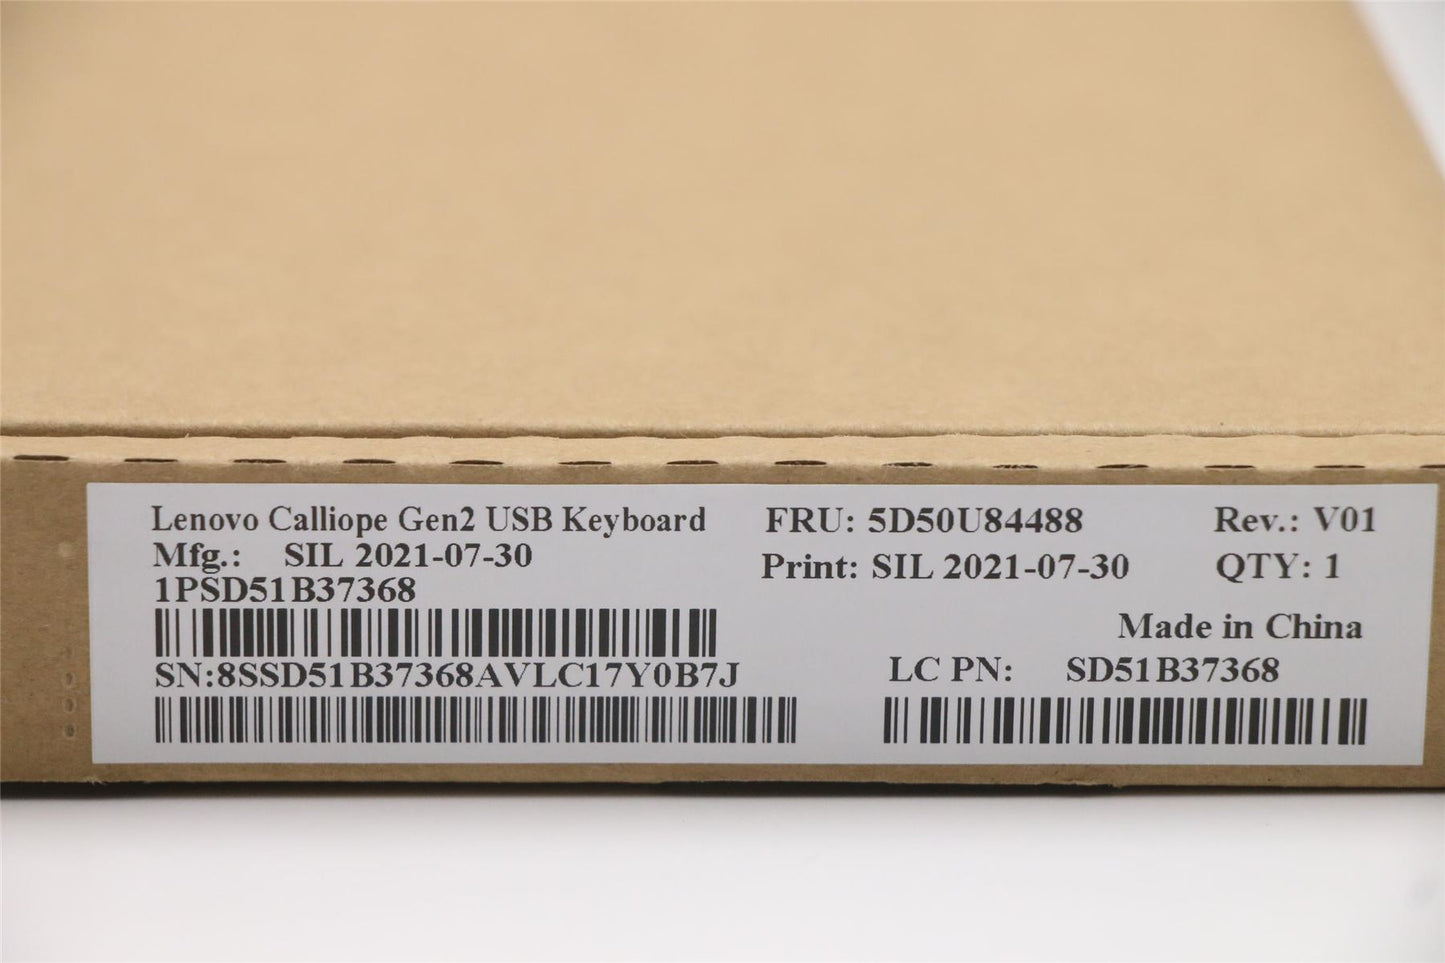 Lenovo Calliope Gen2 USB Keyboard FRU: 5D50U84488 Rev.: V01
Mfg.: SIL 2021-07-30 Print: SIL 2021-07-30 QTY: 1
1PSD51B37368
Made in China
SN:8SSD51B37368AVLC17Y0B7J LC PN: SD51B37368